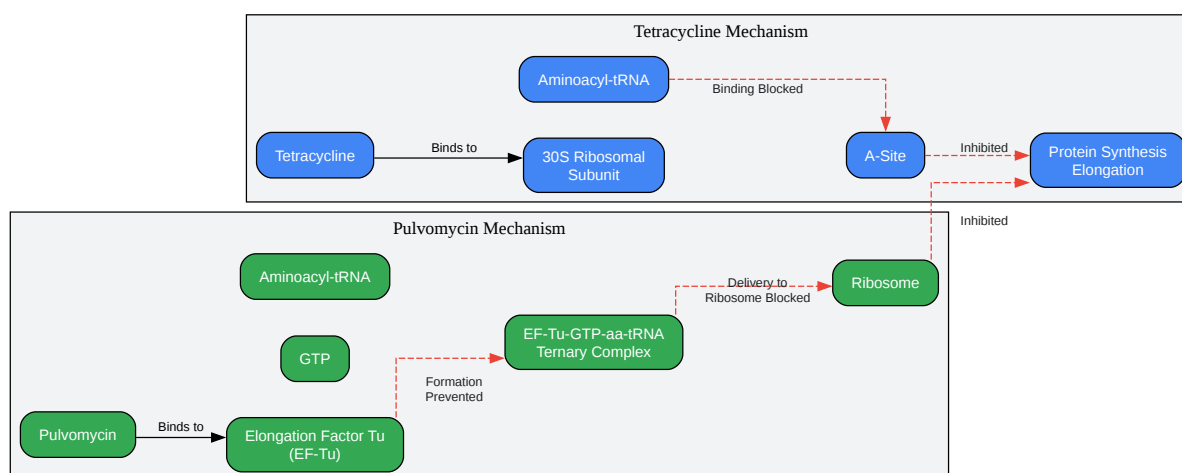 Tetracycline Mechanism
Aminoacyl-tRNA
Binding Blocked
Tetracycline
Binds to
30S Ribosomal
Subunit
A-Site
Inhibited
Protein Synthesis
Elongation
Inhibited
Pulvomycin Mechanism
Aminoacyl-tRNA
Delivery to
Ribosome Blocked
Ribosome
GTP
EF-Tu-GTP-aa-tRNA
Ternary Complex
Formation
Prevented
Pulvomycin
Binds to
Elongation Factor Tu
(EF-Tu)